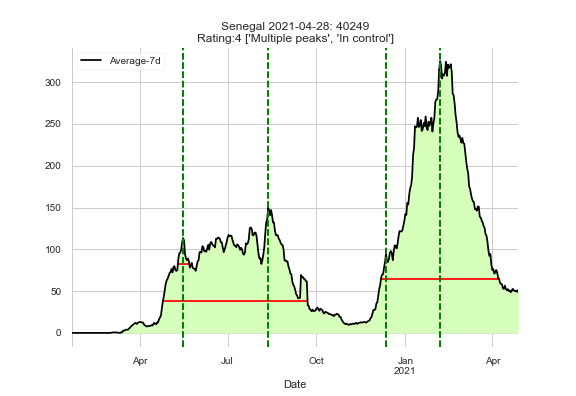 Senegal 2021-04-28: 40249
Rating:4 ['Multiple peaks', 'In control']
Average-7d
300
250
200
150
100
50
0
Apr
Jul
Oct
Jan
2021
Apr
Date